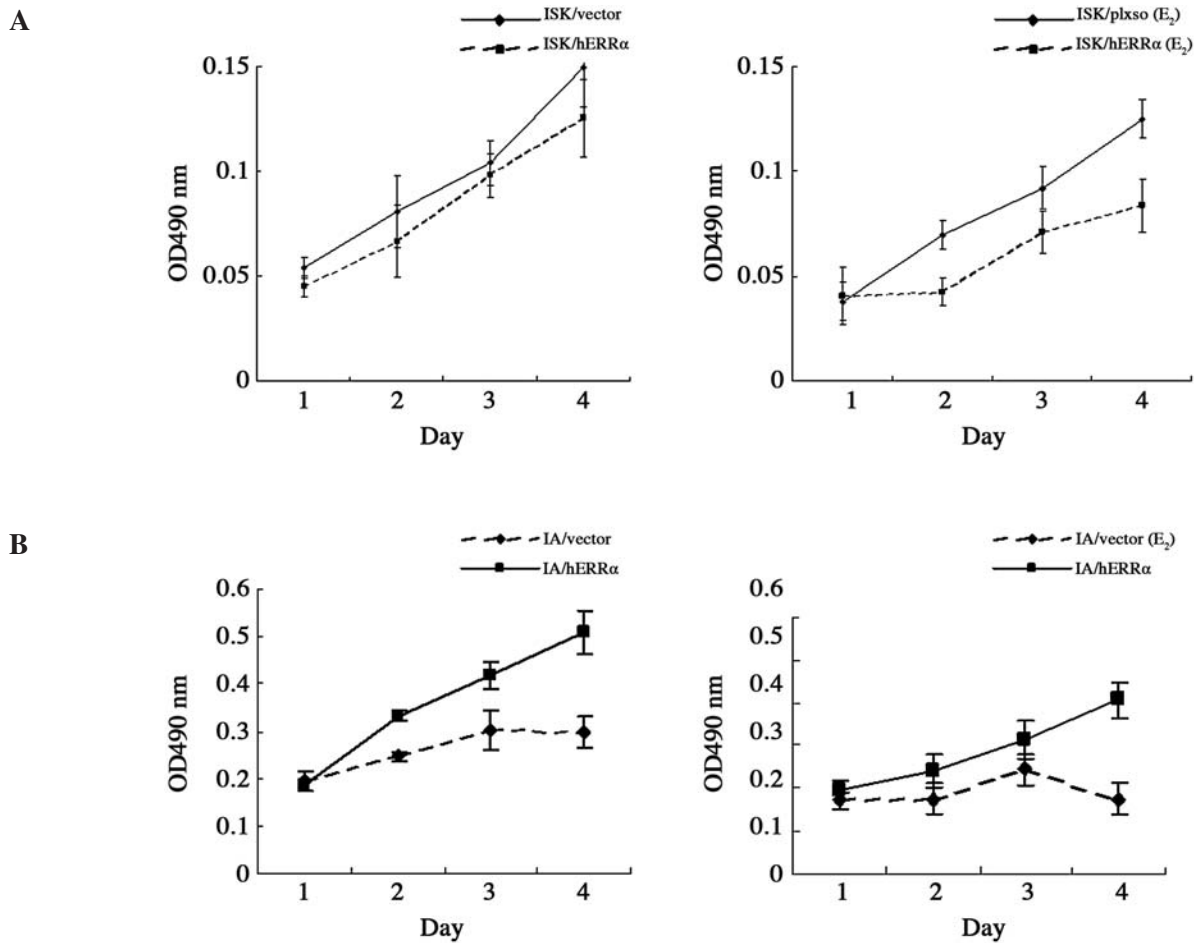 A
ISK/vector
ISK/hERRα
0.15
0.1
0.05
0
OD490 nm
1 2 3 4
Day
ISK/plxso (E₂)
ISK/hERRα (E₂)
0.15
0.1
0.05
0
OD490 nm
1 2 3 4
Day
B
IA/vector
IA/hERRα
0.6
0.5
0.4
0.3
0.2
0.1
0
OD490 nm
1 2 3 4
Day
IA/vector (E₂)
IA/hERRα
0.6
0.5
0.4
0.3
0.2
0.1
0
OD490 nm
1 2 3 4
Day